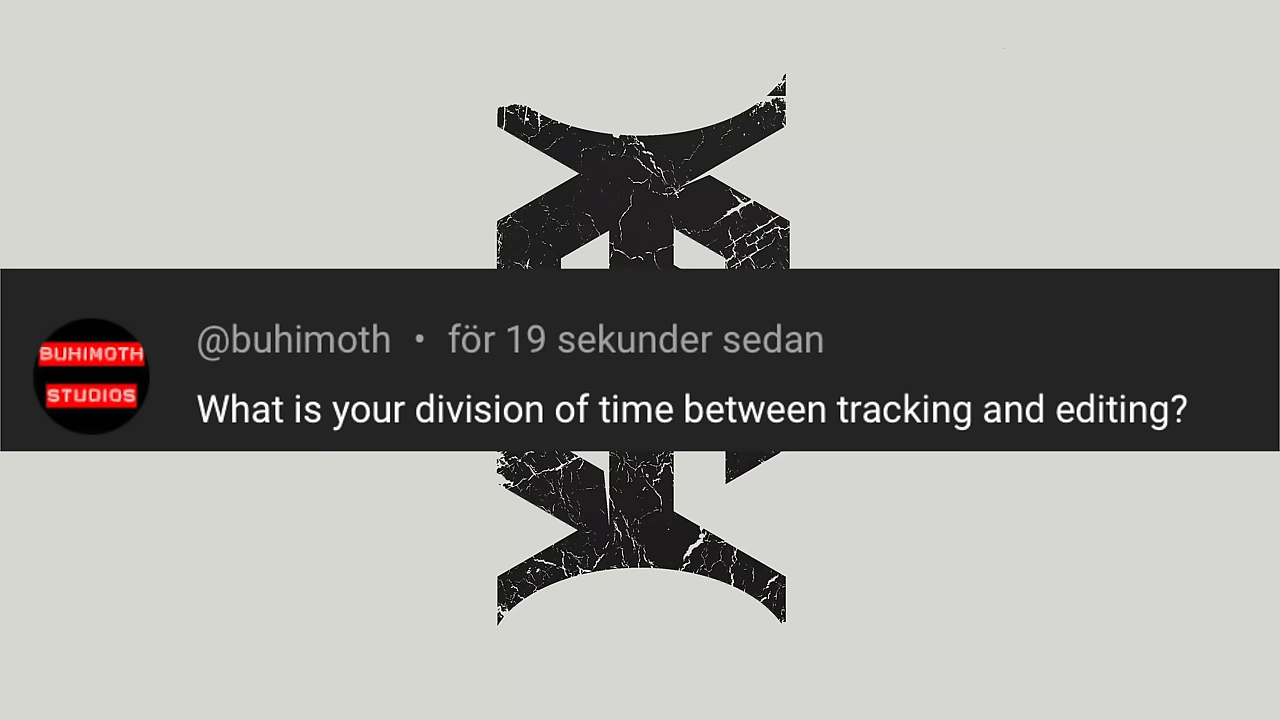 BUHIMOTH
STUDIOS
@buhimoth • för 19 sekunder sedan
What is your division of time between tracking and editing?